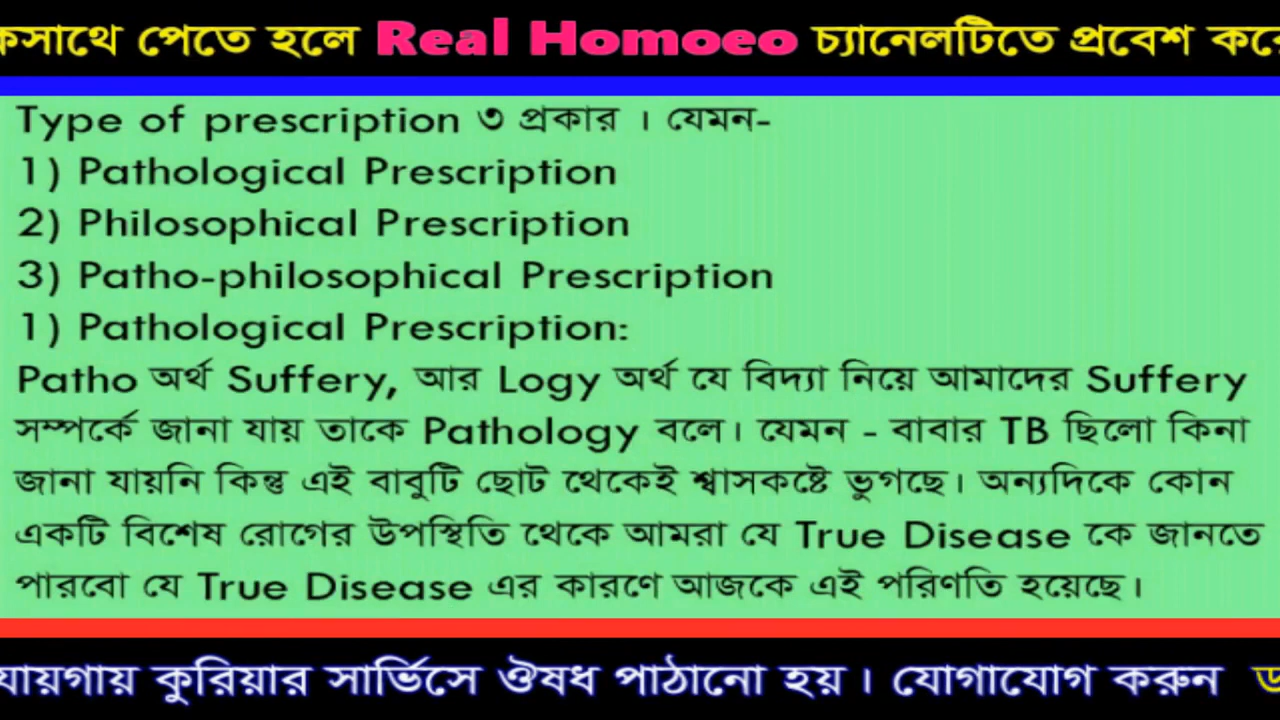 কসাথে পেতে হলে Real Homoeo চ্যানেলটিতে প্রবেশ করে
Type of prescription ৩ প্রকার । যেমন-
1) Pathological Prescription
2) Philosophical Prescription
3) Patho-philosophical Prescription
1) Pathological Prescription:
Patho অর্থ Suffery, আর Logy অর্থ যে বিদ্যা নিয়ে আমাদের Suffery
সম্পর্কে জানা যায় তাকে Pathology বলে। যেমন - বাবার TB ছিলো কিনা
জানা যায়নি কিন্তু এই বাবুটি ছোট থেকেই শ্বাসকষ্টে ভুগছে। অন্যদিকে কোন
একটি বিশেষ রোগের উপস্থিতি থেকে আমরা যে True Disease কে জানতে
পারবো যে True Disease এর কারণে আজকে এই পরিণতি হয়েছে।
যায়গায় কুরিয়ার সার্ভিসে ঔষধ পাঠানো হয় । যোগাযোগ করুন